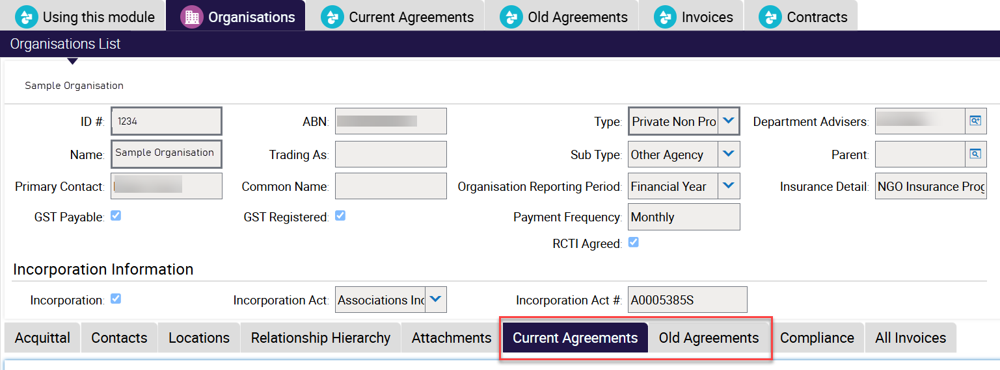 Using this module Organisations Current Agreements Old Agreements Invoices Contracts
Organisations List
Sample Organisation
ID #: 1234 ABN: Type: Private Non Pro Department Advisers:
Name: Sample Organisation Trading As: Sub Type: Other Agency Parent:
Primary Contact: Common Name: Organisation Reporting Period: Financial Year Insurance Detail: NGO Insurance Prog
GST Payable: GST Registered: Payment Frequency: Monthly
RCTI Agreed:
Incorporation Information
Incorporation: Incorporation Act: Associations Inc Incorporation Act #: A0005385S
Acquittal Contacts Locations Relationship Hierarchy Attachments Current Agreements Old Agreements Compliance All Invoices